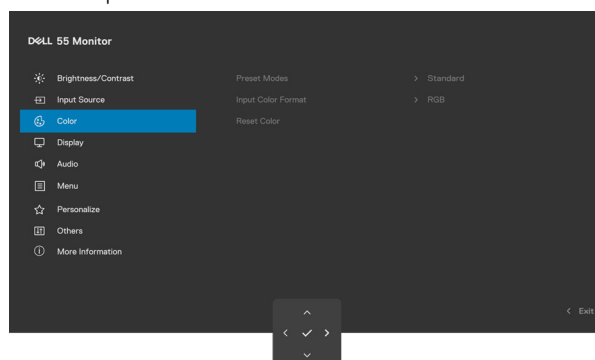 DELL 55 Monitor
Brightness/Contrast
Preset Modes > Standard
Input Source
Input Color Format > RGB
Color
Reset Color
Display
Audio
Menu
Personalize
Others
More Information
< Exit